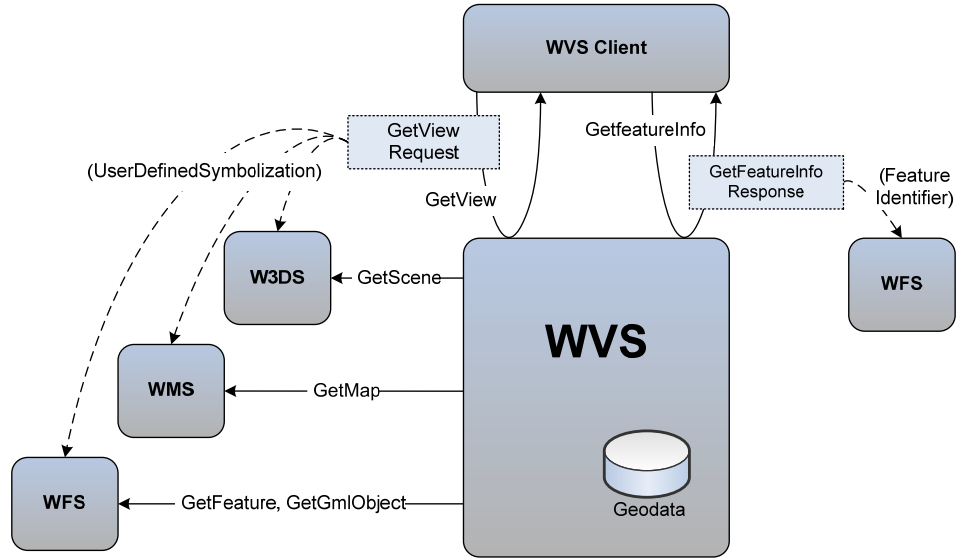 WVS Client
GetView
Request
GetfeatureInfo
(UserDefinedSymbolization)
GetFeatureInfo
Response
(Feature
Identifier)
GetView
W3DS
GetScene
WFS
WVS
WMS
GetMap
WFS
GetFeature, GetGmlObject
Geodata